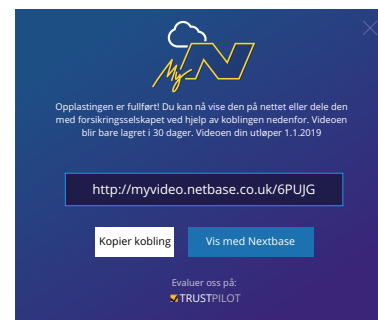 My N
Opplastingen er fullført! Du kan nå vise den på nettet eller dele den
med forsikringsselskapet ved hjelp av koblingen nedenfor. Videoen
blir bare lagret i 30 dager. Videoen din utløper 1.1.2019
http://myvideo.netbase.co.uk/6PUJG
Kopier kobling
Vis med Nextbase
Evaluer oss på:
TRUSTPILOT